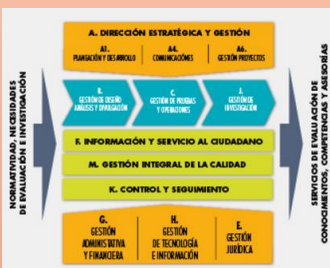 A. DIRECCIÓN ESTRATÉGICA Y GESTIÓN
A1.
PLANEACIÓN Y DESARROLLO
A4.
COMUNICACIÓNES
A6.
GESTIÓN PROYECTOS
NORMATIVIDAD, NECESIDADES
DE EVALUACIÓN E INVESTIGACIÓN
B.
GESTIÓN DE DISEÑO
ANÁLISIS Y DIVULGACIÓN
C.
GESTIÓN DE PRUEBAS
Y OPERACIONES
GESTIÓN DE
INVESTIGACIÓN
F. INFORMACIÓN Y SERVICIO AL CIUDADANO
M. GESTIÓN INTEGRAL DE LA CALIDAD
K. CONTROL Y SEGUIMIENTO
G.
GESTIÓN
ADMINISTRATIVA
Y FINANCIERA
H.
GESTIÓN
DE TECNOLOGÍA
E INFORMACIÓN
E.
GESTIÓN
JURÍDICA
SERVICIOS DE EVALUACIÓN DE
CONOCIMIENTOS, COMPETENCIAS Y ASESORÍAS